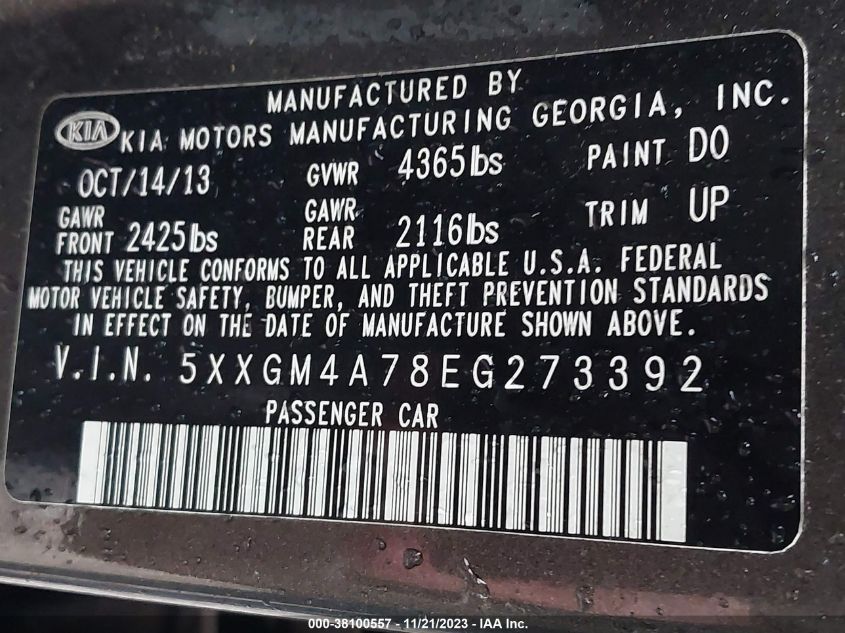 MANUFACTURED BY
KIA KIA MOTORS MANUFACTURING GEORGIA, INC.
OCT/14/13 GVWR 4365lbs PAINT DO
GAWR FRONT 2425lbs GAWR REAR 2116lbs TRIM UP
THIS VEHICLE CONFORMS TO ALL APPLICABLE U.S.A. FEDERAL
MOTOR VEHICLE SAFETY, BUMPER, AND THEFT PREVENTION STANDARDS
IN EFFECT ON THE DATE OF MANUFACTURE SHOWN ABOVE.
V.I.N. 5XXGM4A78EG273392
PASSENGER CAR
000-38100557 - 11/21/2023 - IAA Inc.